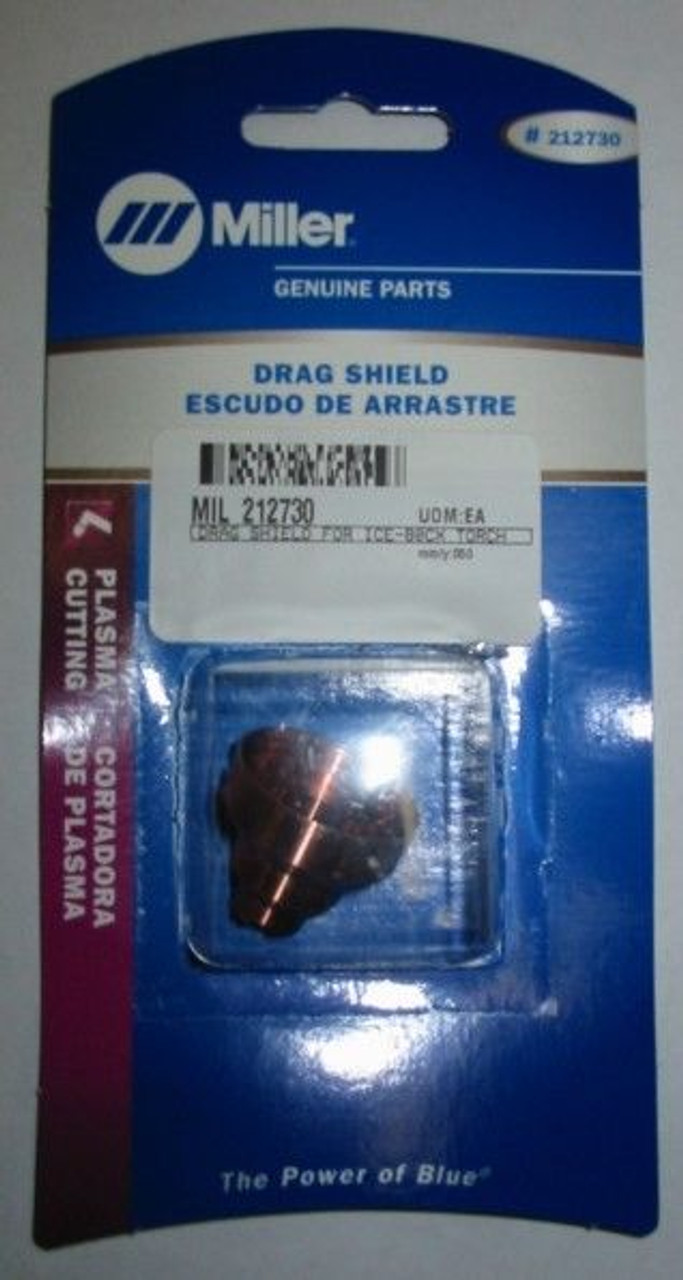 # 212730
Miller
GENUINE PARTS
DRAG SHIELD
ESCUDO DE ARRASTRE
MIL 212730
UOM:EA
DRAG SHIELD FOR ICE-80CX TORCH
PLASMA CORTADORA
CUTTING DE PLASMA
The Power of Blue®